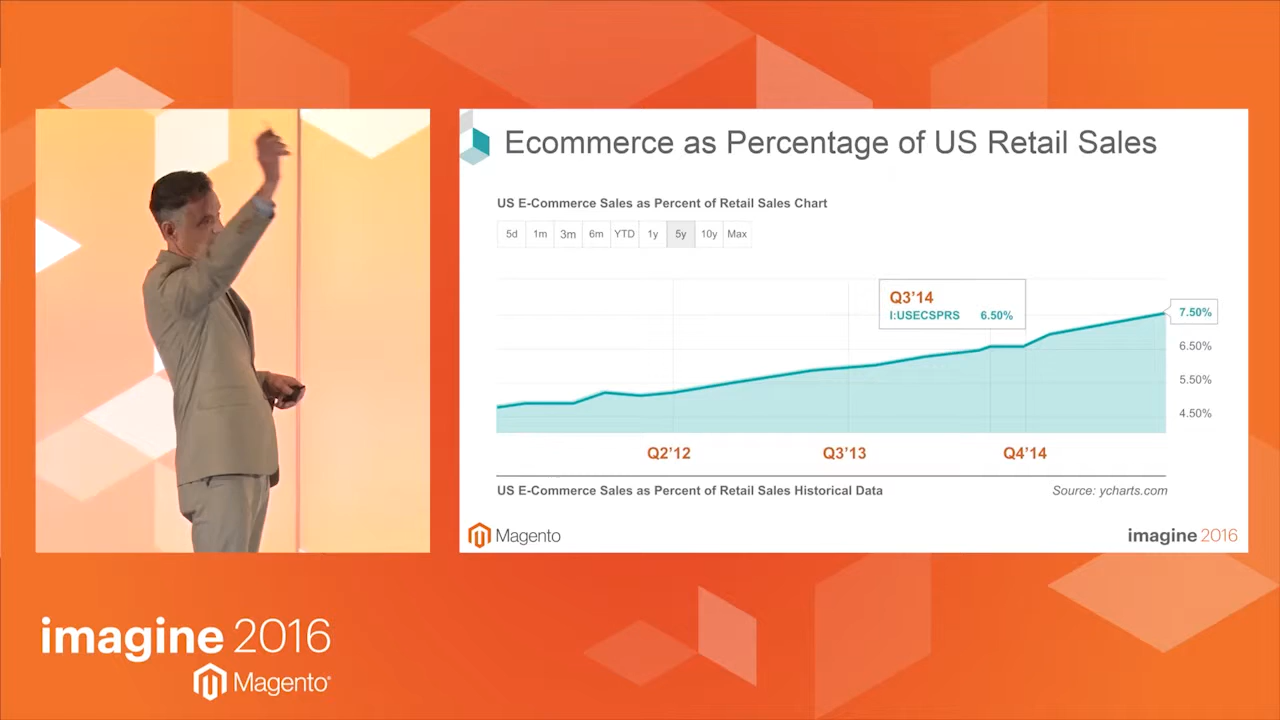 Ecommerce as Percentage of US Retail Sales
US E-Commerce Sales as Percent of Retail Sales Chart
5d 1m 3m 6m YTD 1y 5y 10y Max
Q3’14
I:USECSPRS 6.50%
7.50%
6.50%
5.50%
4.50%
Q2’12 Q3’13 Q4’14
US E-Commerce Sales as Percent of Retail Sales Historical Data
Source: ycharts.com
Magento
imagine 2016
imagine 2016
Magento®